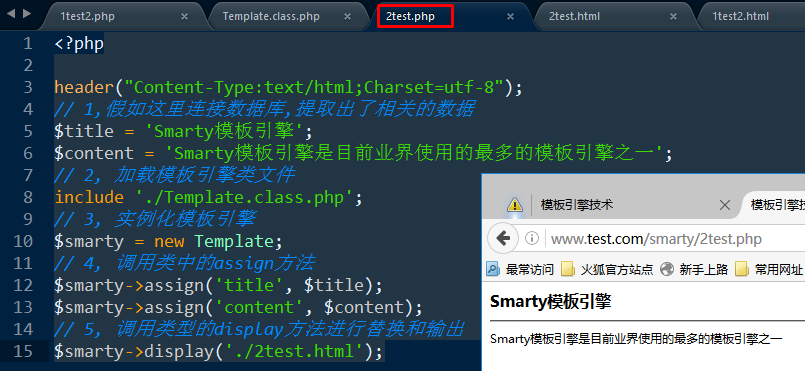 1test2.php
Template.class.php
2test.php
2test.html
1test2.html
1 <?php
2
3 header("Content-Type:text/html;Charset=utf-8");
4 // 1,假如这里连接数据库,提取出了相关的数据
5 $title = 'Smarty模板引擎';
6 $content = 'Smarty模板引擎是目前业界使用的最多的模板引擎之一';
7 // 2, 加载模板引擎类文件
8 include './Template.class.php';
9 // 3, 实例化模板引擎
10 $smarty = new Template;
11 // 4, 调用类中的assign方法
12 $smarty->assign('title', $title);
13 $smarty->assign('content', $content);
14 // 5, 调用类型的display方法进行替换和输出
15 $smarty->display('./2test.html');
模板引擎技术
模板引擎技
www.test.com/smarty/2test.php
最常访问 火狐官方站点 新手上路 常用网址
Smarty模板引擎
Smarty模板引擎是目前业界使用的最多的模板引擎之一